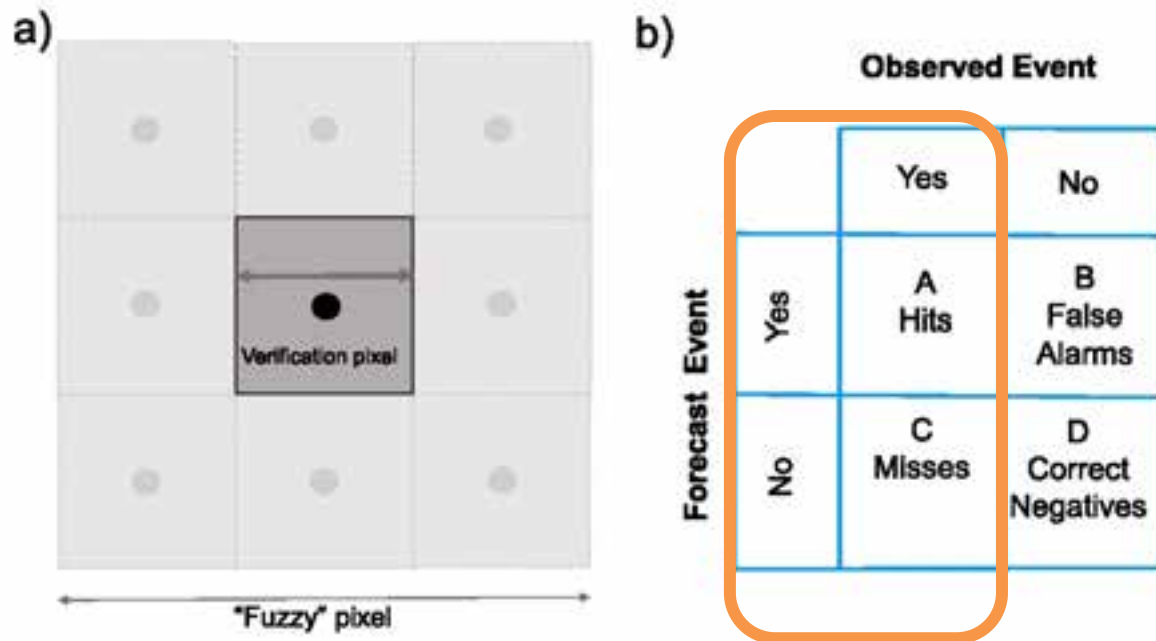 a)
Verification pixel
"Fuzzy" pixel
b)
Observed Event
Yes
No
Forecast Event
Yes
A
Hits
B
False
Alarms
No
C
Misses
D
Correct
Negatives